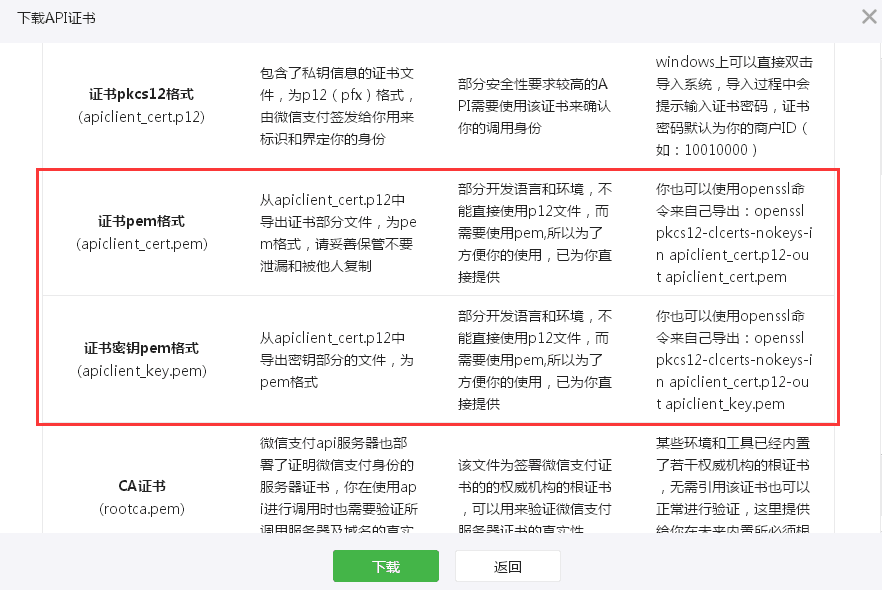 下载API证书
证书pkcs12格式
(apiclient_cert.p12)
包含了私钥信息的证书文
件，为p12（pfx）格式，
由微信支付签发给你用来
标识和界定你的身份
部分安全性要求较高的A
PI需要使用该证书来确认
你的调用身份
windows上可以直接双击
导入系统，导入过程中会
提示输入证书密码，证书
密码默认为你的商户ID（
如：10010000）
证书pem格式
(apiclient_cert.pem)
从apiclient_cert.p12中
导出证书部分文件，为pe
m格式，请妥善保管不要
泄漏和被他人复制
部分开发语言和环境，不
能直接使用p12文件，而
需要使用pem,所以为了
方便你的使用，已为你直
接提供
你也可以使用openssl命
令来自己导出：openssl
pkcs12-clcerts-nokeys-i
n apiclient_cert.p12-ou
t apiclient_cert.pem
证书密钥pem格式
(apiclient_key.pem)
从apiclient_cert.p12中
导出密钥部分的文件，为
pem格式
部分开发语言和环境，不
能直接使用p12文件，而
需要使用pem,所以为了
方便你的使用，已为你直
接提供
你也可以使用openssl命
令来自己导出：openssl
pkcs12-clcerts-nokeys-i
n apiclient_cert.p12-ou
t apiclient_key.pem
CA证书
(rootca.pem)
微信支付api服务器也部
署了证明微信支付身份的
服务器证书，你在使用ap
i进行调用时也需要验证所
调用服务器及域名的真实
该文件为签署微信支付证
书的的权威机构的根证书
，可以用来验证微信支付
服务器证书的真实性
某些环境和工具已经内置
了若干权威机构的根证书
，无需引用该证书也可以
正常进行验证，这里提供
给你在未来内置所必须根
下载
返回